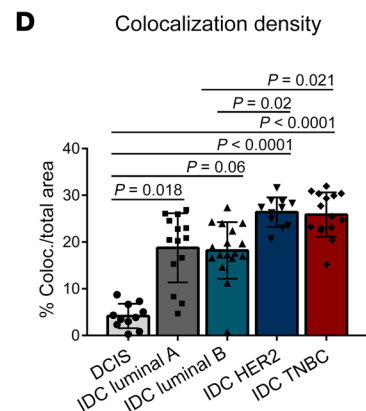 D
Colocalization density
P = 0.021
P = 0.02
P < 0.0001
P < 0.0001
P = 0.06
P = 0.018
% Coloc./total area
40
30
20
10
0
DCIS
IDC luminal A
IDC luminal B
IDC HER2
IDC TNBC